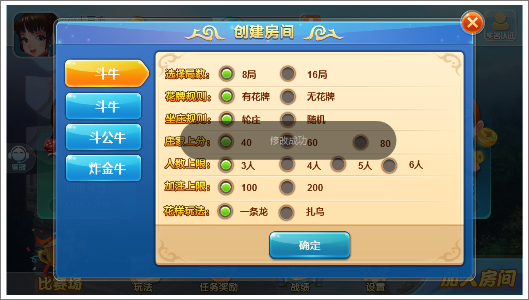 创建房间
斗牛
斗牛
斗公牛
炸金牛
选择局数: 8局 16局
花牌规则: 有花牌 无花牌
坐庄规则: 轮庄 随机
庄家上分: 40 60 80
修改成功
人数上限: 3人 4人 5人 6人
加注上限: 100 200
花样玩法: 一条龙 扎鸟
确定
比赛场 玩法 任务奖励 战绩 设置 加入房间